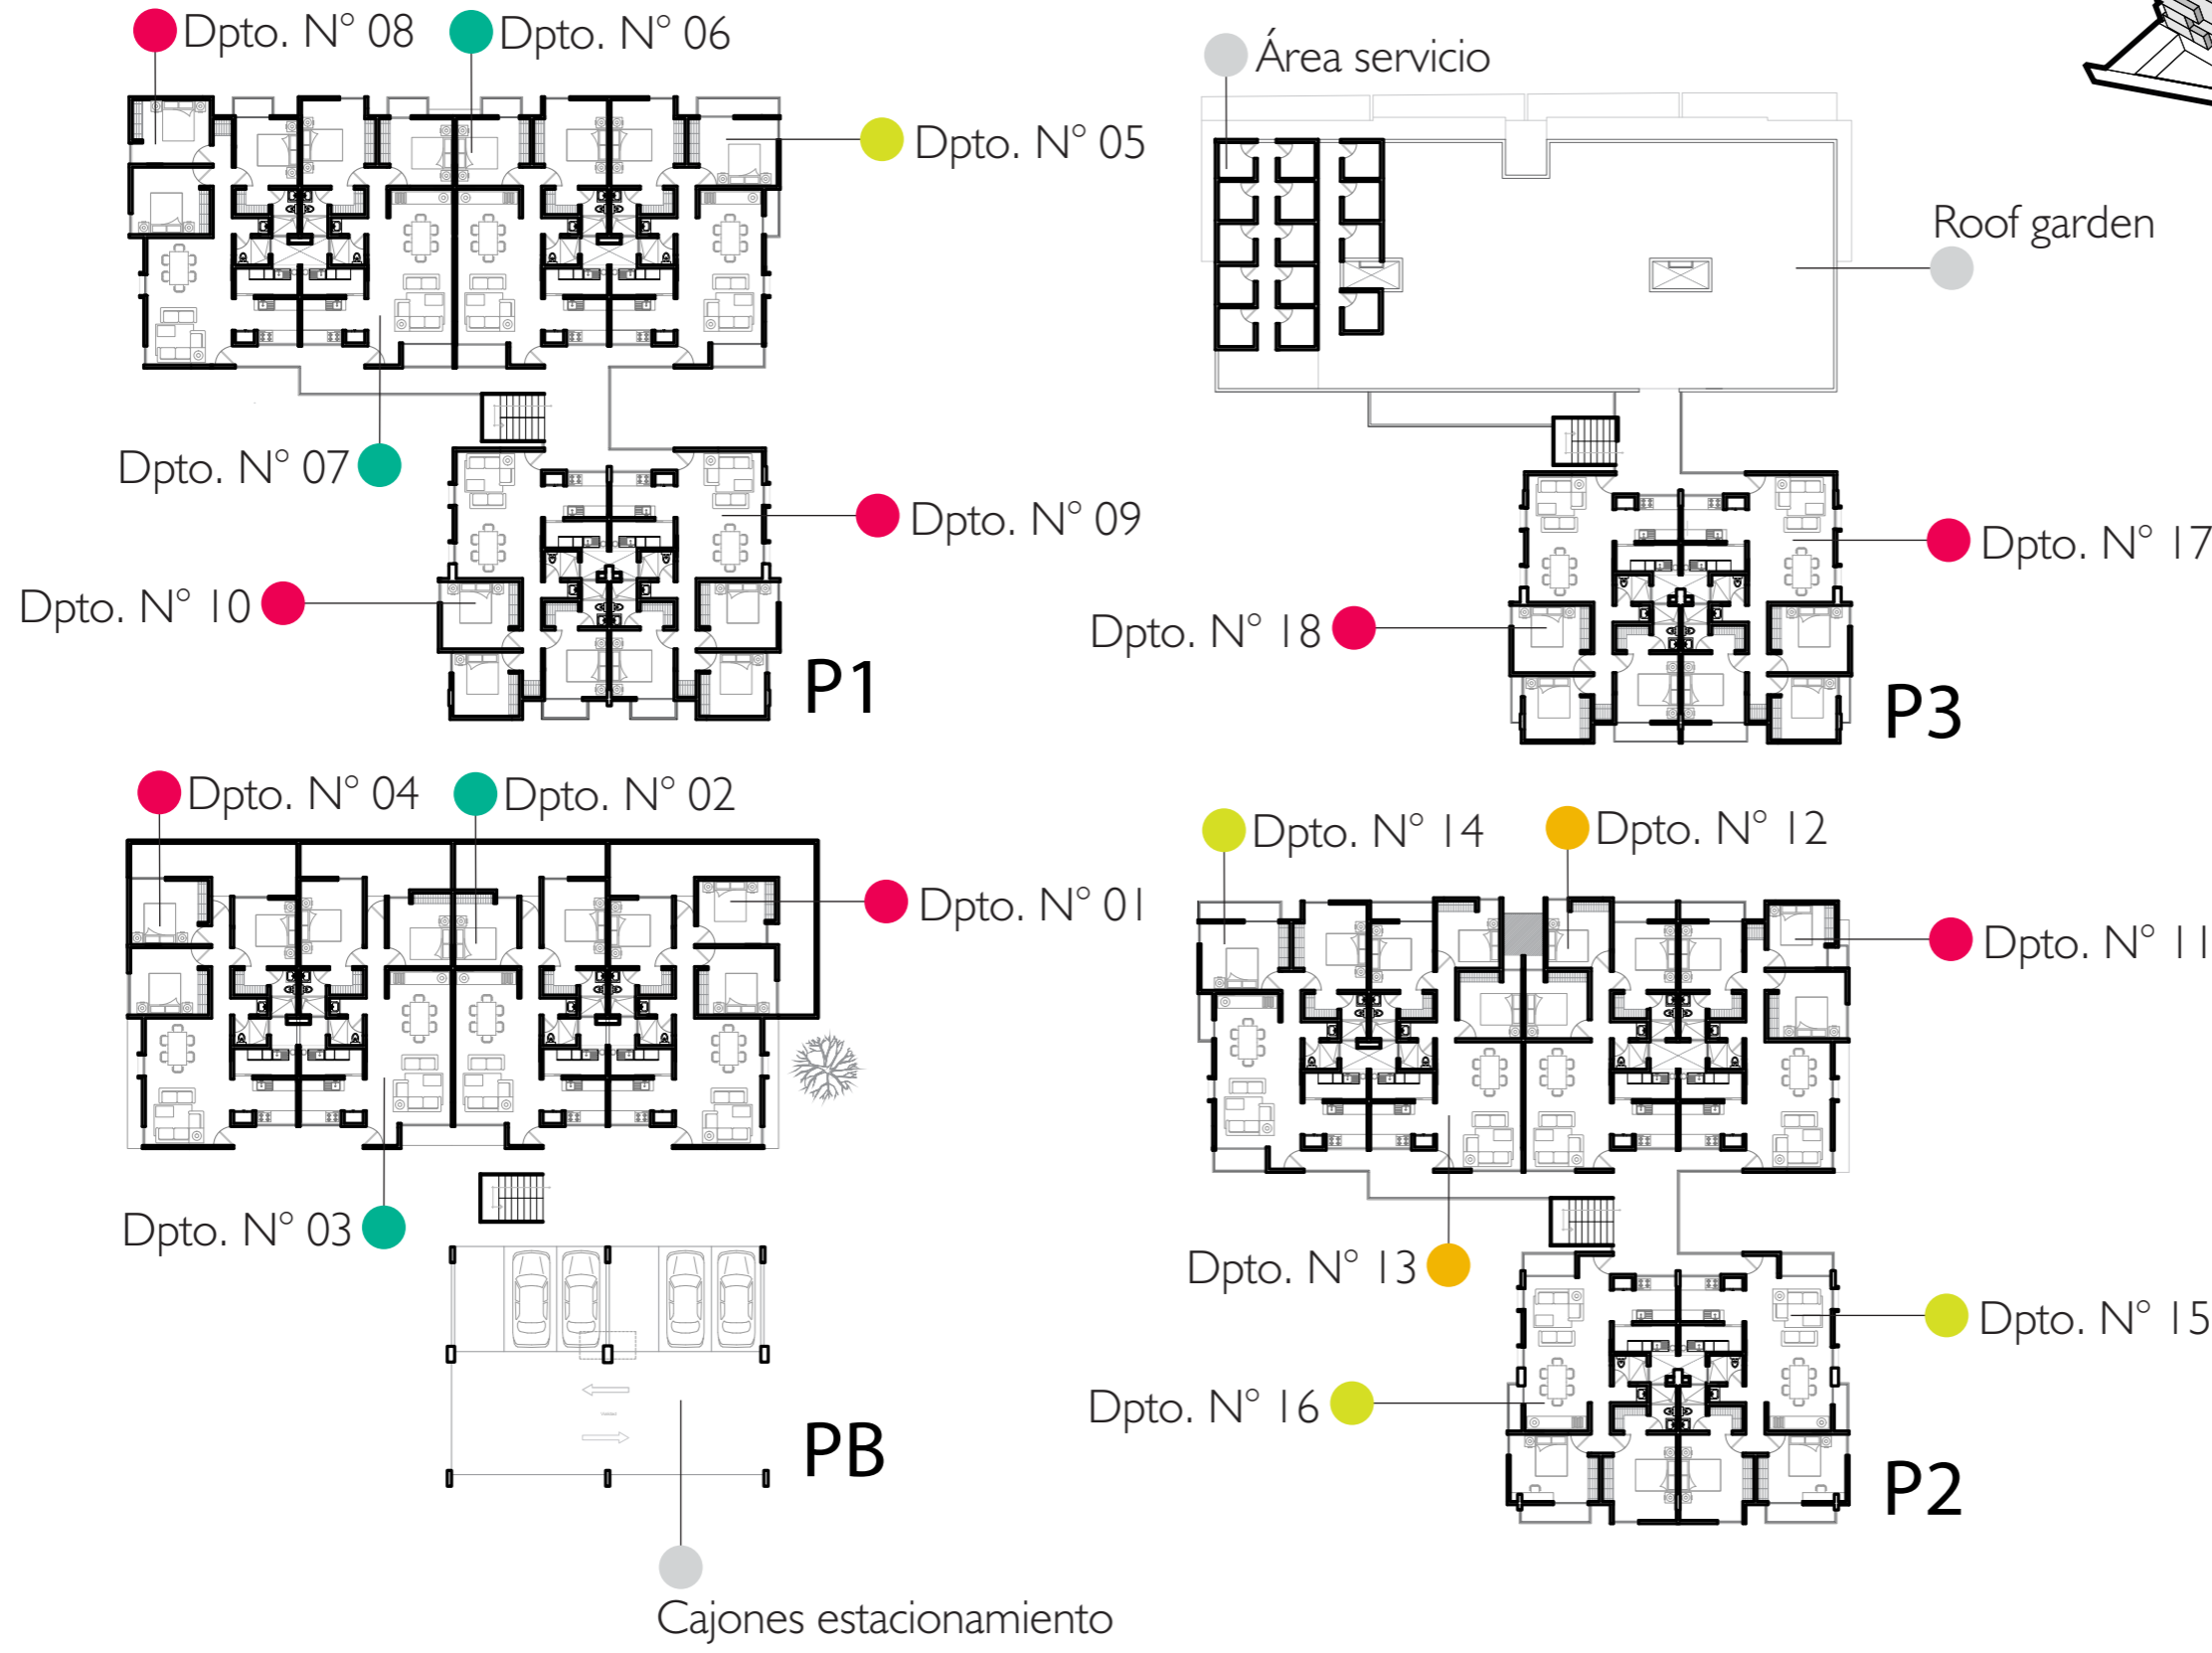 Dpto. N° 08
Dpto. N° 06
Dpto. N° 05
Dpto. N° 07
Dpto. N° 09
Dpto. N° 10
P1
Área servicio
Roof garden
Dpto. N° 17
Dpto. N° 18
P3
Dpto. N° 04
Dpto. N° 02
Dpto. N° 01
Dpto. N° 03
PB
Cajones estacionamiento
Dpto. N° 14
Dpto. N° 12
Dpto. N° 11
Dpto. N° 13
Dpto. N° 15
Dpto. N° 16
P2